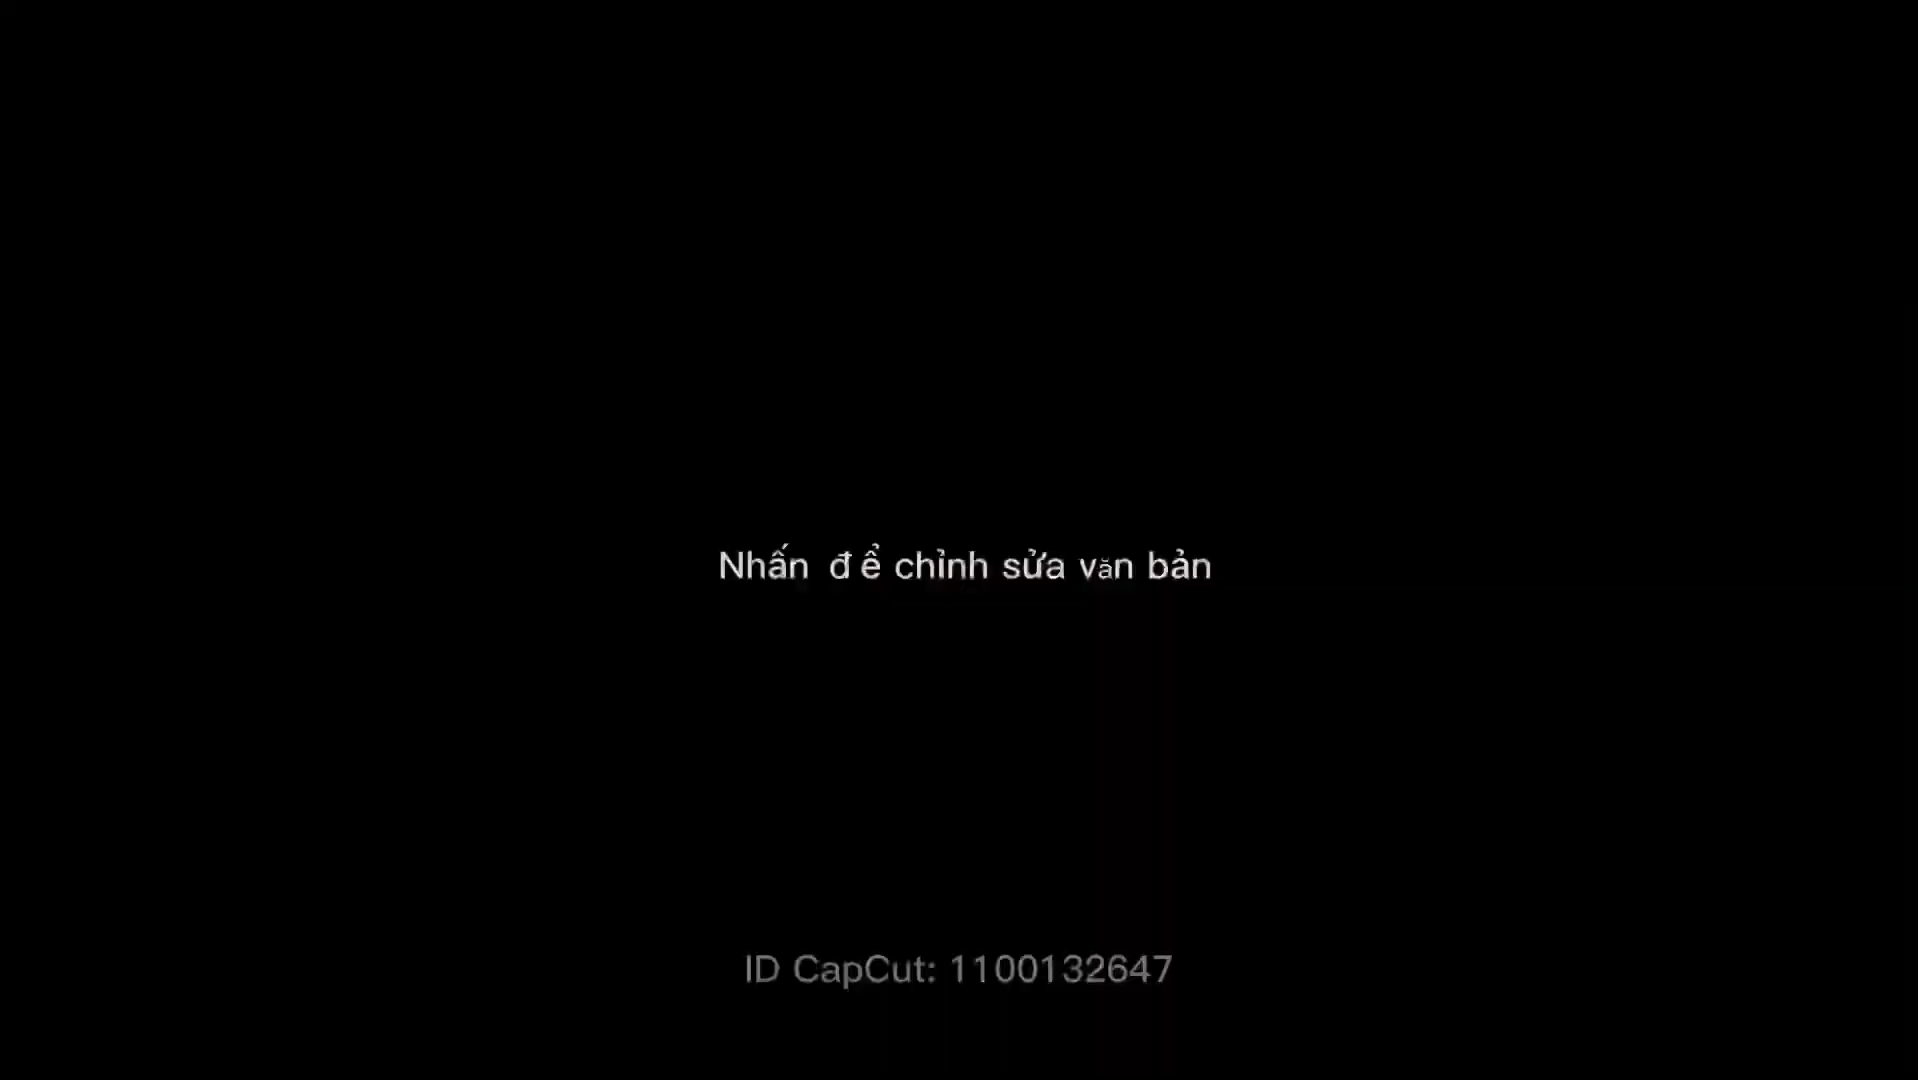 Nhấn để chỉnh sửa văn bản
ID CapCut: 1100132647